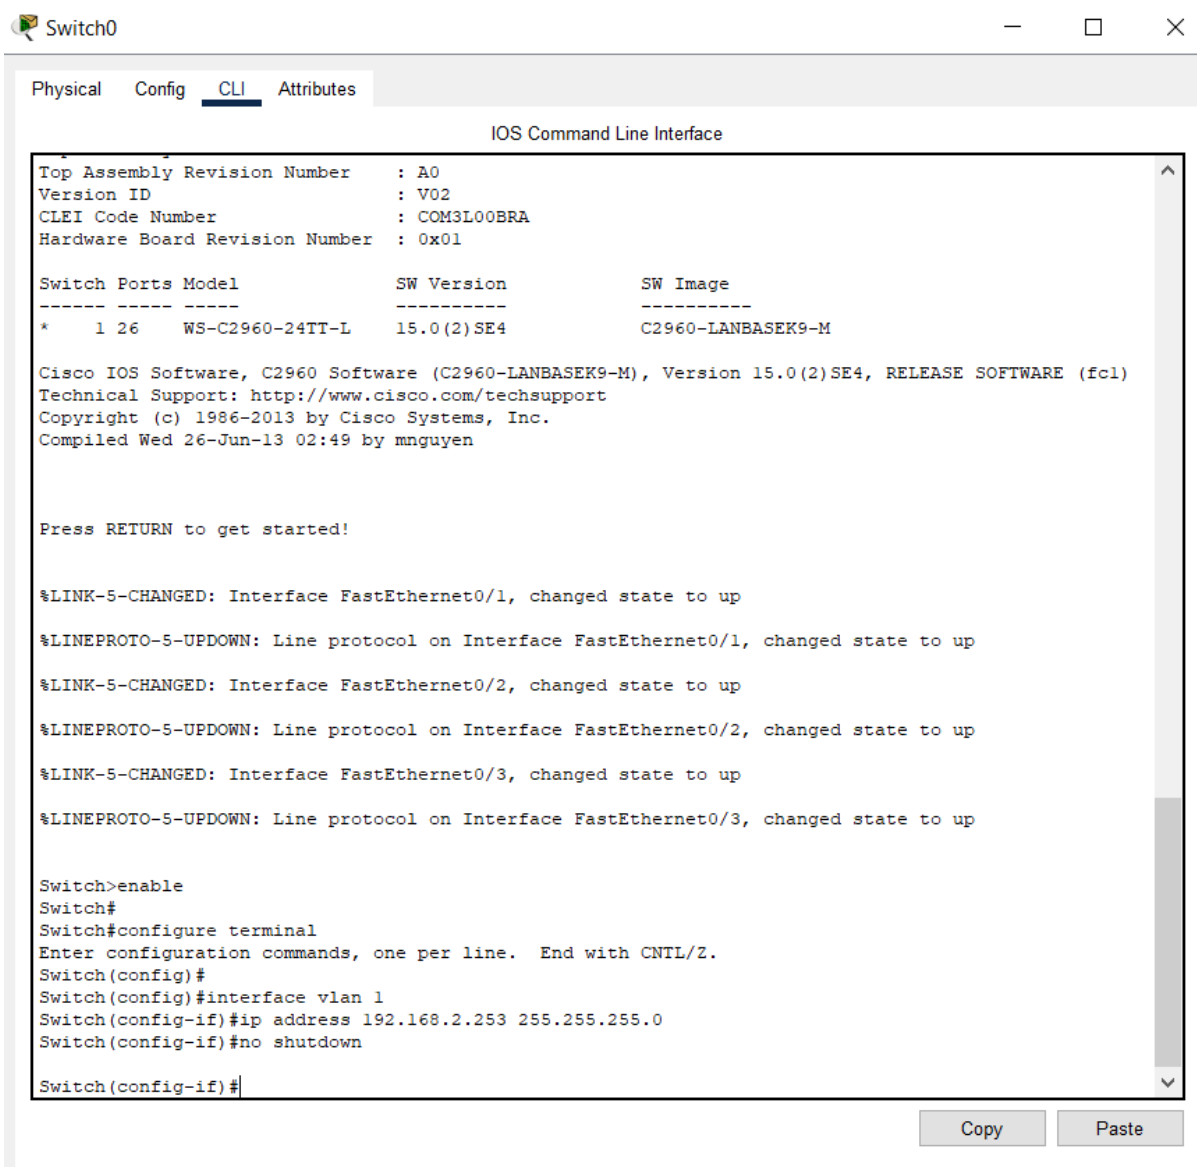 Switch0
Physical Config CLI Attributes
IOS Command Line Interface
Top Assembly Revision Number : A0
Version ID : V02
CLEI Code Number : COM3L00BRA
Hardware Board Revision Number : 0x01
Switch Ports Model SW Version SW Image
------ ----- ----- ---------- ----------
* 1 26 WS-C2960-24TT-L 15.0(2)SE4 C2960-LANBASEK9-M
Cisco IOS Software, C2960 Software (C2960-LANBASEK9-M), Version 15.0(2)SE4, RELEASE SOFTWARE (fc1)
Technical Support: http://www.cisco.com/techsupport
Copyright (c) 1986-2013 by Cisco Systems, Inc.
Compiled Wed 26-Jun-13 02:49 by mnguyen
Press RETURN to get started!
%LINK-5-CHANGED: Interface FastEthernet0/1, changed state to up
%LINEPROTO-5-UPDOWN: Line protocol on Interface FastEthernet0/1, changed state to up
%LINK-5-CHANGED: Interface FastEthernet0/2, changed state to up
%LINEPROTO-5-UPDOWN: Line protocol on Interface FastEthernet0/2, changed state to up
%LINK-5-CHANGED: Interface FastEthernet0/3, changed state to up
%LINEPROTO-5-UPDOWN: Line protocol on Interface FastEthernet0/3, changed state to up
Switch>enable
Switch#
Switch#configure terminal
Enter configuration commands, one per line. End with CNTL/Z.
Switch(config)#
Switch(config)#interface vlan 1
Switch(config-if)#ip address 192.168.2.253 255.255.255.0
Switch(config-if)#no shutdown
Switch(config-if)#
Copy Paste